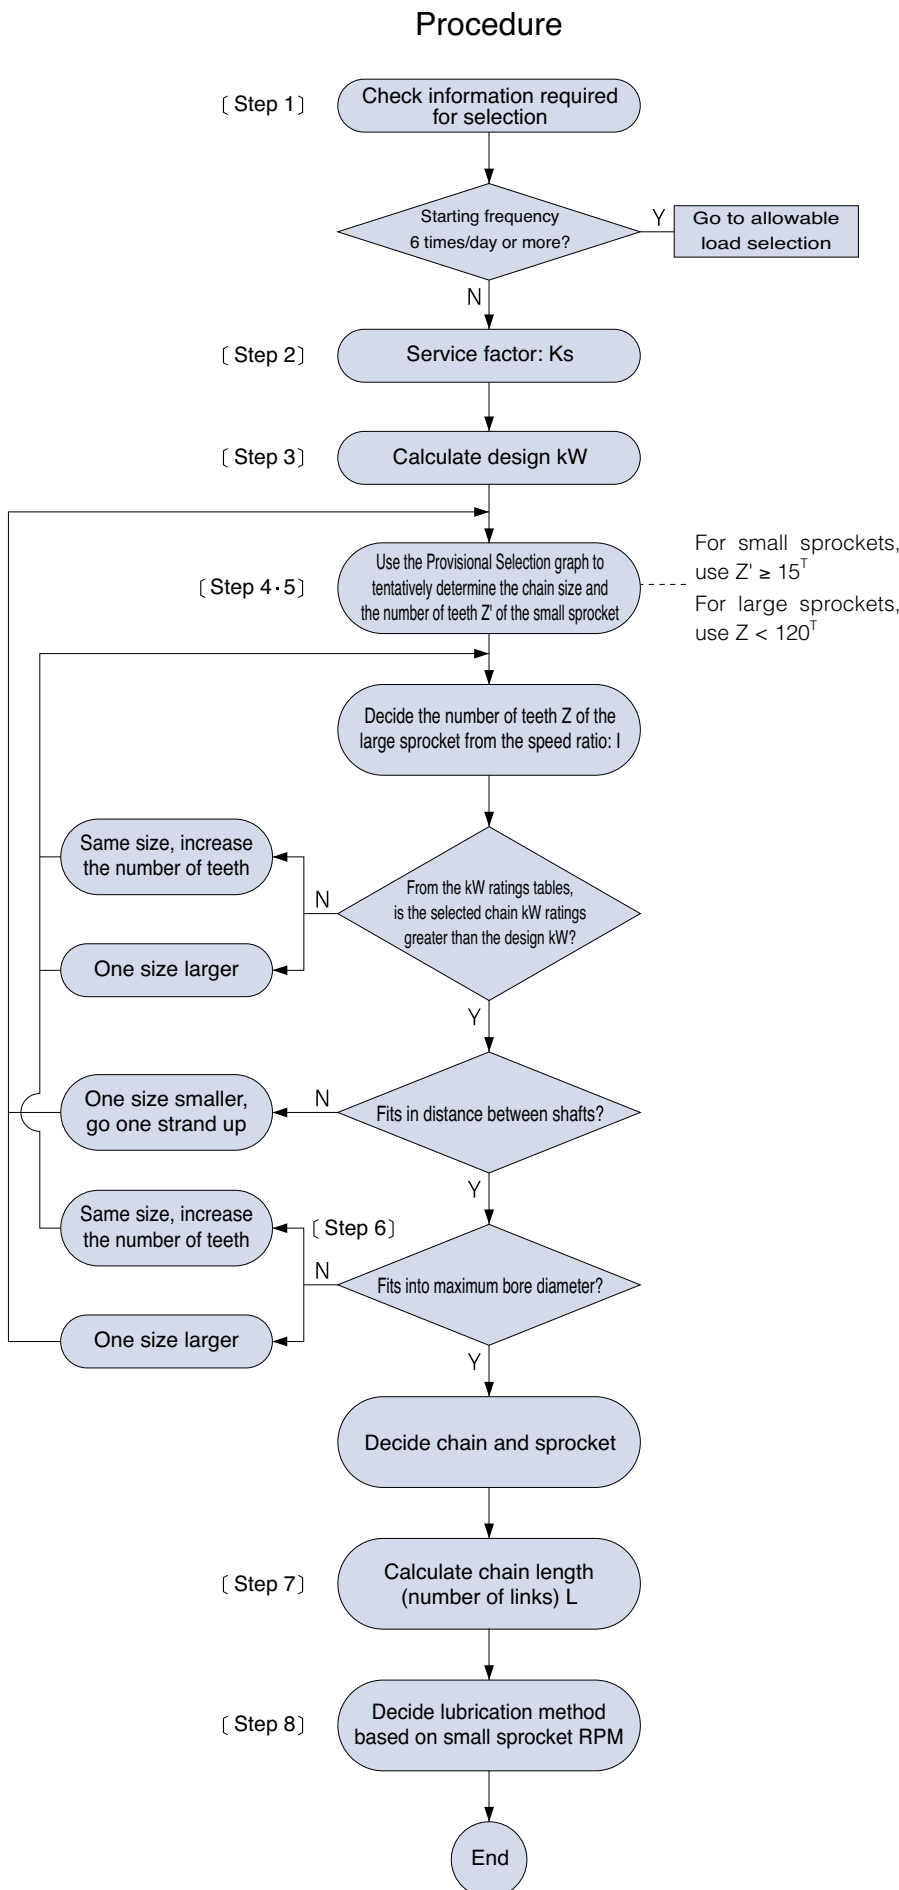 Procedure
〔 Step 1〕
Check information required
for selection
Starting frequency
6 times/day or more?
Y
Go to allowable
load selection
N
〔 Step 2〕
Service factor: Ks
〔 Step 3〕
Calculate design kW
〔 Step 4·5〕
Use the Provisional Selection graph to
tentatively determine the chain size and
the number of teeth Z' of the small sprocket
For small sprockets,
use Z' ≥ 15ᵀ
For large sprockets,
use Z < 120ᵀ
Decide the number of teeth Z of the
large sprocket from the speed ratio: I
Same size, increase
the number of teeth
N
From the kW ratings tables,
is the selected chain kW ratings
greater than the design kW?
One size larger
Y
One size smaller,
go one strand up
N
Fits in distance between shafts?
Y
Same size, increase
the number of teeth
〔 Step 6〕
N
Fits into maximum bore diameter?
One size larger
Y
Decide chain and sprocket
〔 Step 7〕
Calculate chain length
(number of links) L
〔 Step 8〕
Decide lubrication method
based on small sprocket RPM
End